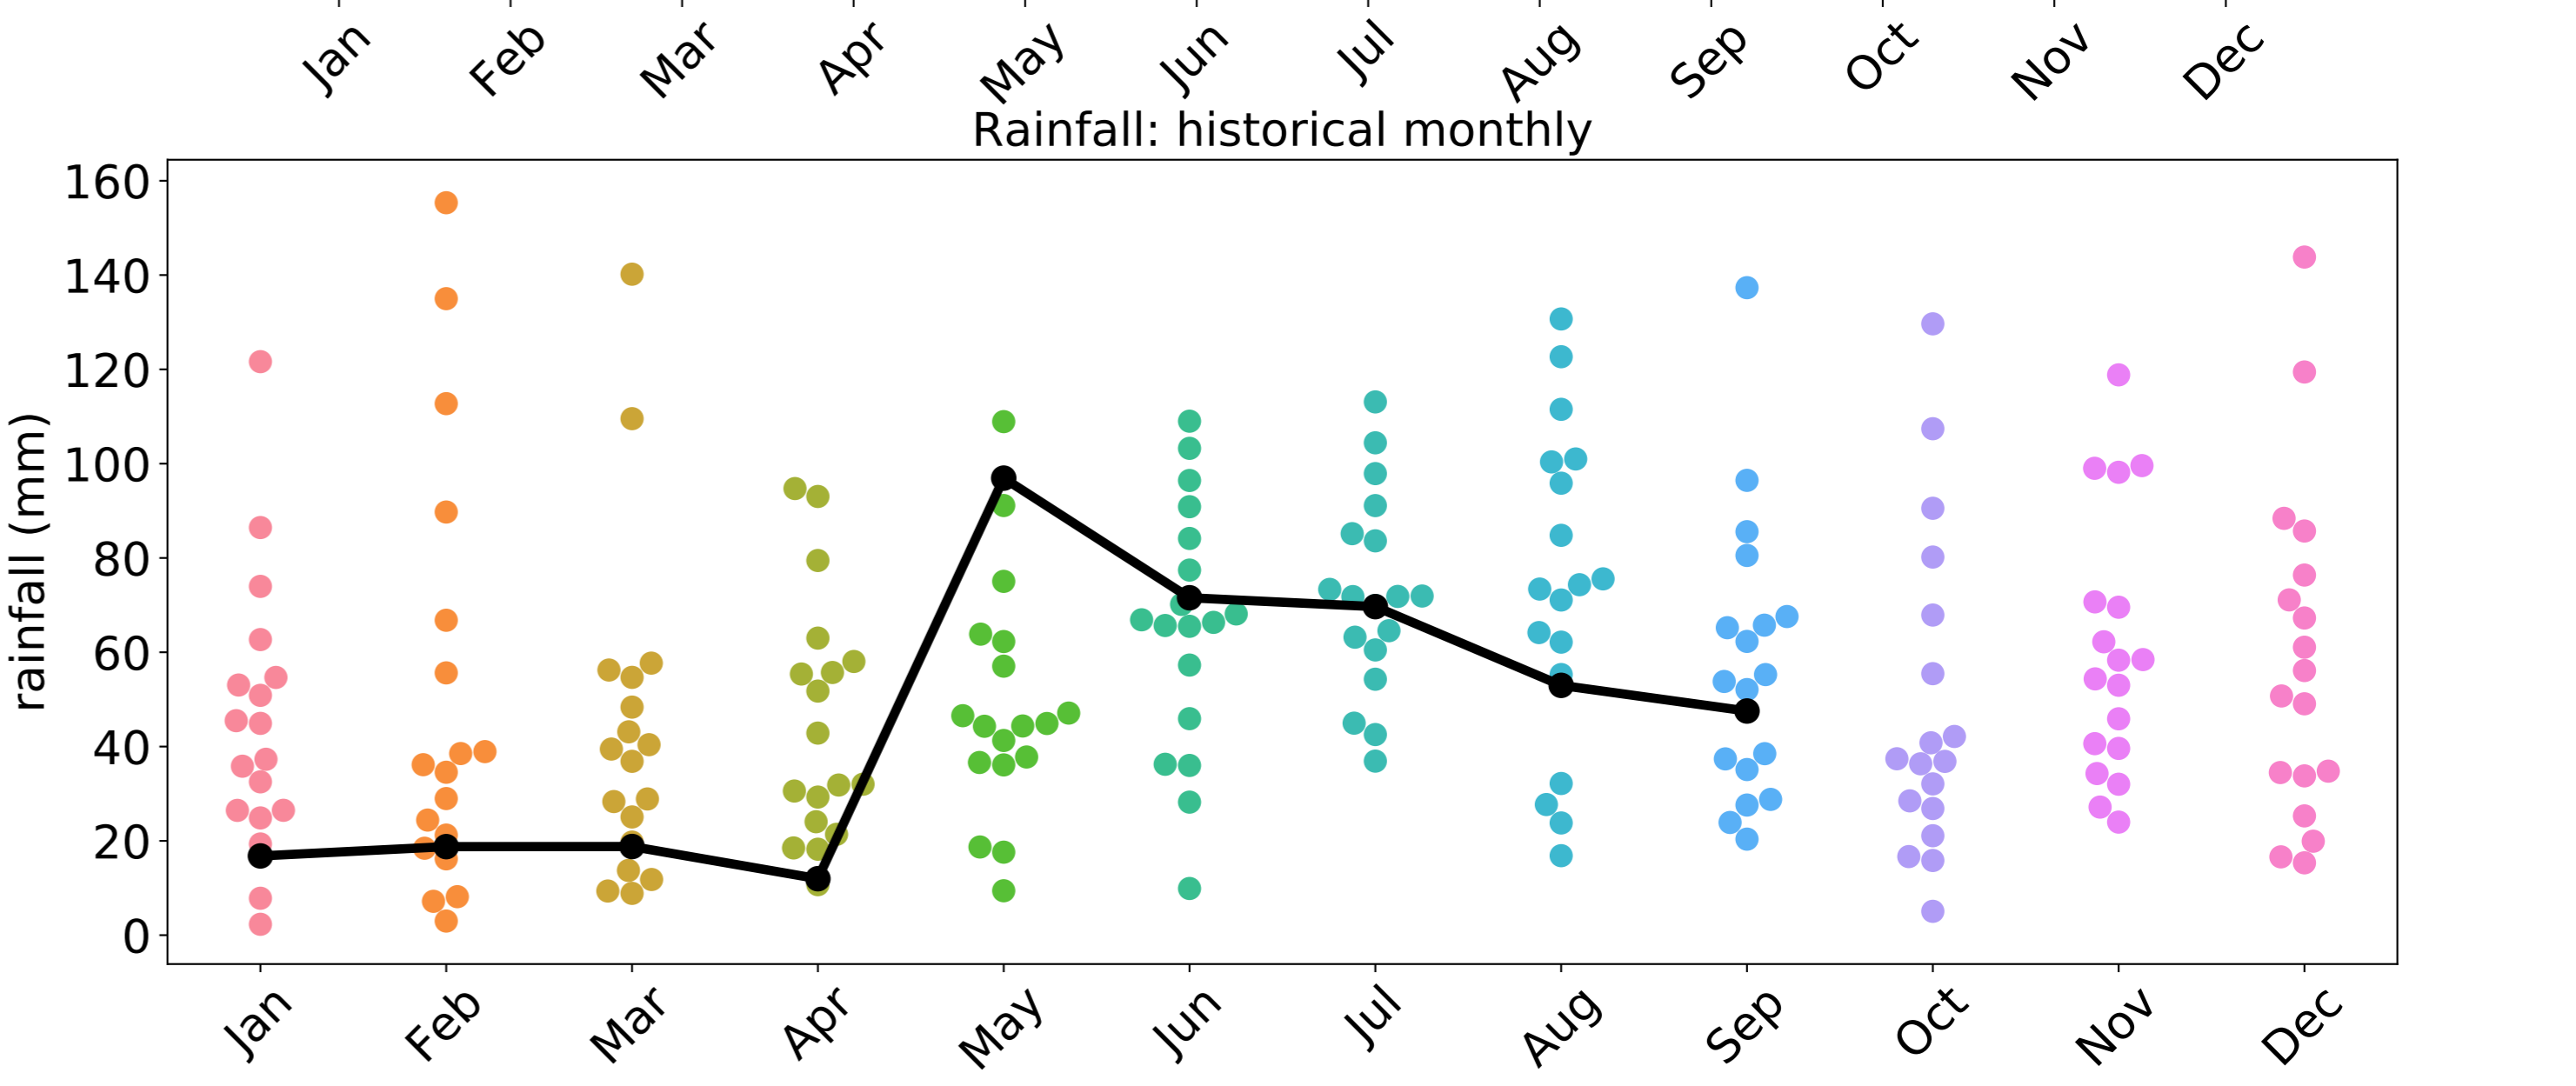 Jan Feb Mar Apr May Jun Jul Aug Sep Oct Nov Dec
Rainfall: historical monthly
rainfall (mm)
160
140
120
100
80
60
40
20
0
Jan Feb Mar Apr May Jun Jul Aug Sep Oct Nov Dec